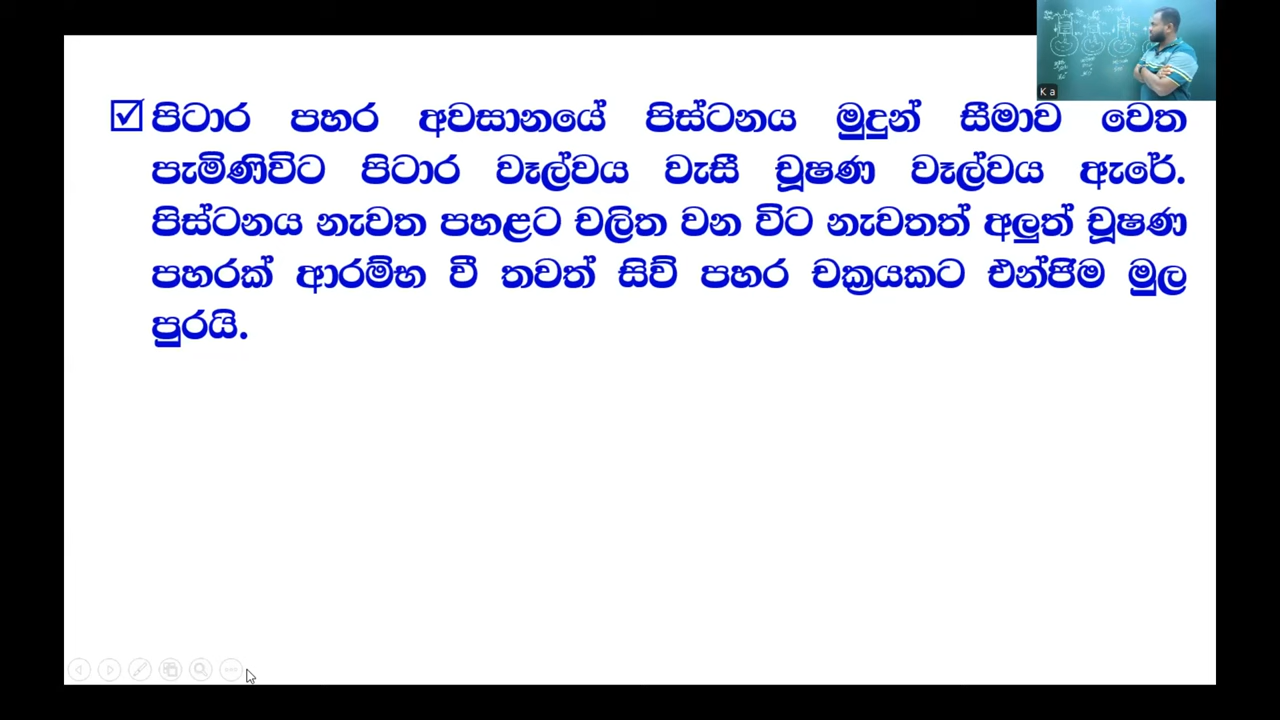 පිටාර පහර අවසානයේ පිස්ටනය මුදුන් සීමාව වෙත
පැමිණිවිට පිටාර වෑල්වය වැසී චූෂණ වෑල්වය ඇරේ.
පිස්ටනය නැවත පහළට චලිත වන විට නැවතත් අලුත් චූෂණ
පහරක් ආරම්භ වී තවත් සිව් පහර චක්‍රයකට එන්ජිම මුල
පුරයි.
K a